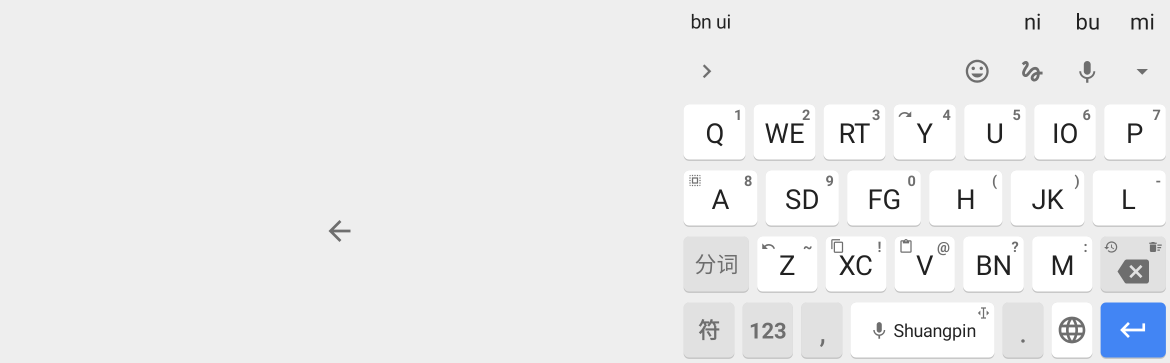 bn ui ni bu mi
1 2 3 4 5 6 7
Q WE RT Y U IO P
8 9 0 ( ) -
A SD FG H JK L
~ ! @ ? :
分词 Z XC V BN M
符 123 , Shuangpin .